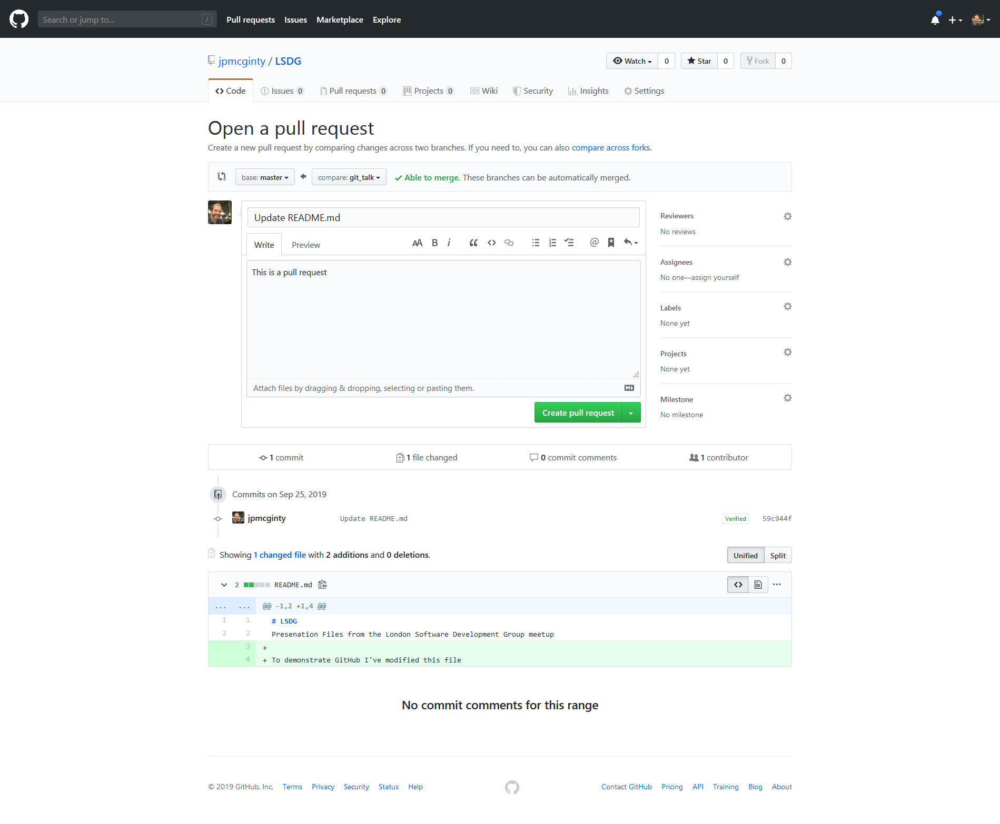 Search or jump to... / Pull requests Issues Marketplace Explore
jpmcginty / LSDG Watch 0 Star 0 Fork 0
Code Issues 0 Pull requests 0 Projects 0 Wiki Security Insights Settings
Open a pull request
Create a new pull request by comparing changes across two branches. If you need to, you can also compare across forks.
base: master compare: git_talk Able to merge. These branches can be automatically merged.
Update README.md
Write Preview AA B i @
This is a pull request
Attach files by dragging & dropping, selecting or pasting them.
Create pull request
Reviewers
No reviews
Assignees
No one—assign yourself
Labels
None yet
Projects
None yet
Milestone
No milestone
1 commit 1 file changed 0 commit comments 1 contributor
Commits on Sep 25, 2019
jpmcginty Update README.md Verified 59c944f
Showing 1 changed file with 2 additions and 0 deletions. Unified Split
2 README.md ...
... ... @@ -1,2 +1,4 @@
1 1 # LSDG
2 2 Presenation Files from the London Software Development Group meetup
3 +
4 + To demonstrate GitHub I've modified this file
No commit comments for this range
© 2019 GitHub, Inc. Terms Privacy Security Status Help Contact GitHub Pricing API Training Blog About